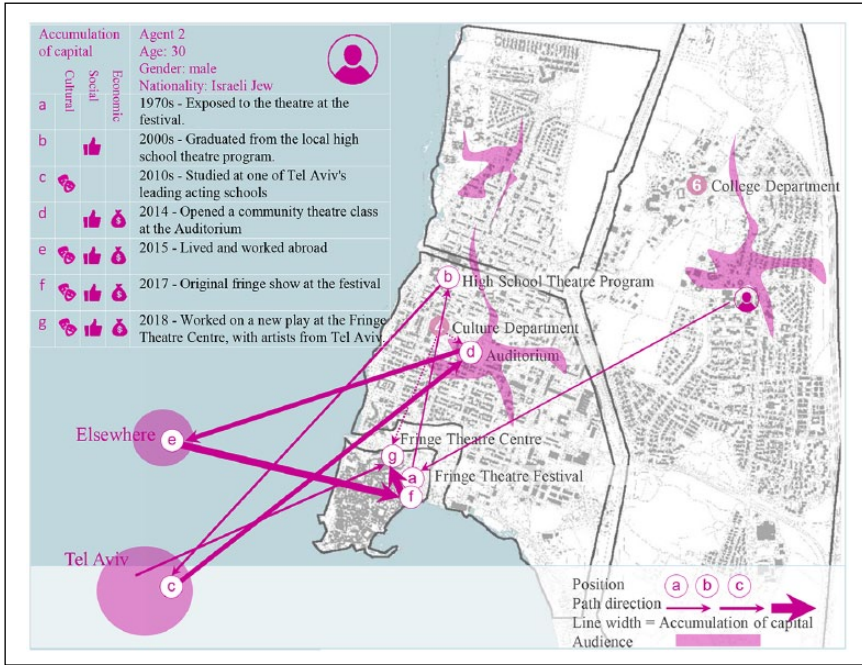 Accumulation
of capital
Cultural
Social
Economic
Agent 2
Age: 30
Gender: male
Nationality: Israeli Jew
a
1970s - Exposed to the theatre at the
festival.
b
2000s - Graduated from the local high
school theatre program.
c
2010s - Studied at one of Tel Aviv's
leading acting schools
d
2014 - Opened a community theatre class
at the Auditorium
e
2015 - Lived and worked abroad
f
2017 - Original fringe show at the festival
g
2018 - Worked on a new play at the Fringe
Theatre Centre, with artists from Tel Aviv.
6 College Department
b High School Theatre Program
Culture Department
d Auditorium
Elsewhere e
Fringe Theatre Centre
g
a Fringe Theatre Festival
f
Tel Aviv
c
Position a b c
Path direction
Line width = Accumulation of capital
Audience